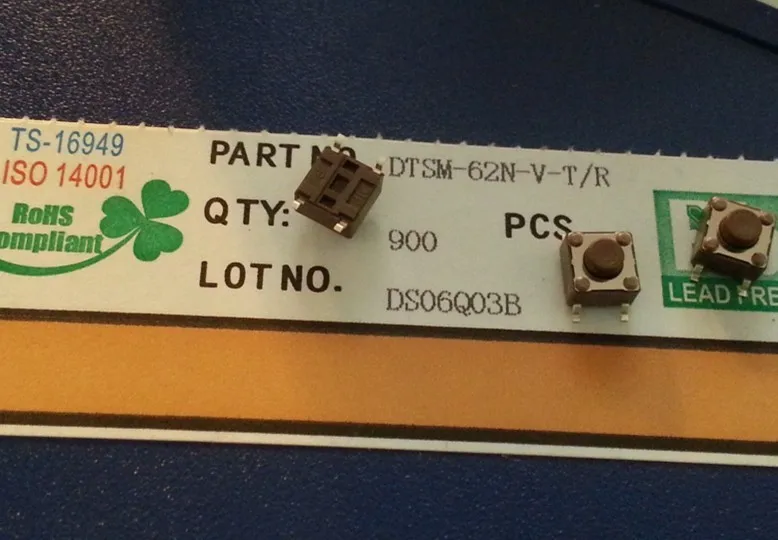 TS-16949
ISO 14001
RoHS
ompliant
PART NO. DTSM-62N-V-T/R
QTY: 900 PCS
LOT NO. DS06Q03B
LEAD FRE